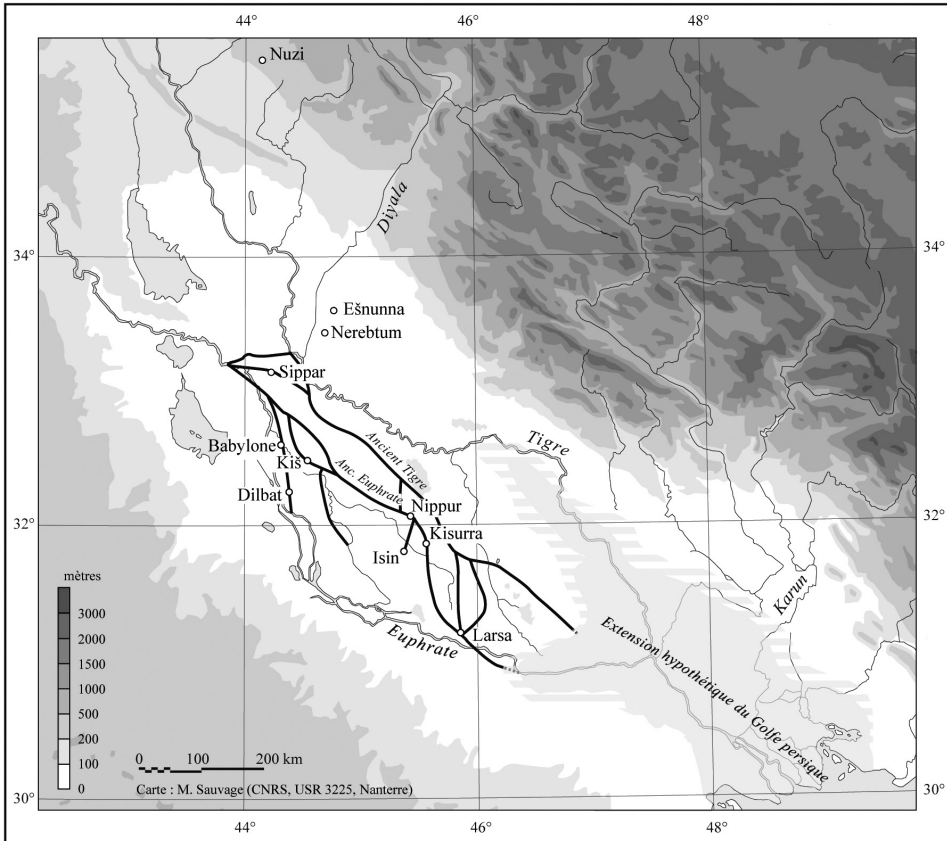 44°
46°
48°
Nuzi
Diyala
34°
34°
Ešnunna
Nerebtum
Sippar
Babylone
Kiš
Ancient Tigre
Anc. Euphrate
Tigre
Dilbat
Nippur
32°
32°
Kisurra
Isin
mètres
3000
2000
1500
1000
500
200
100
0
Karun
Larsa
Euphrate
Extension hypothétique du Golfe persique
0 100 200 km
Carte : M. Sauvage (CNRS, USR 3225, Nanterre)
30°
30°
44°
46°
48°